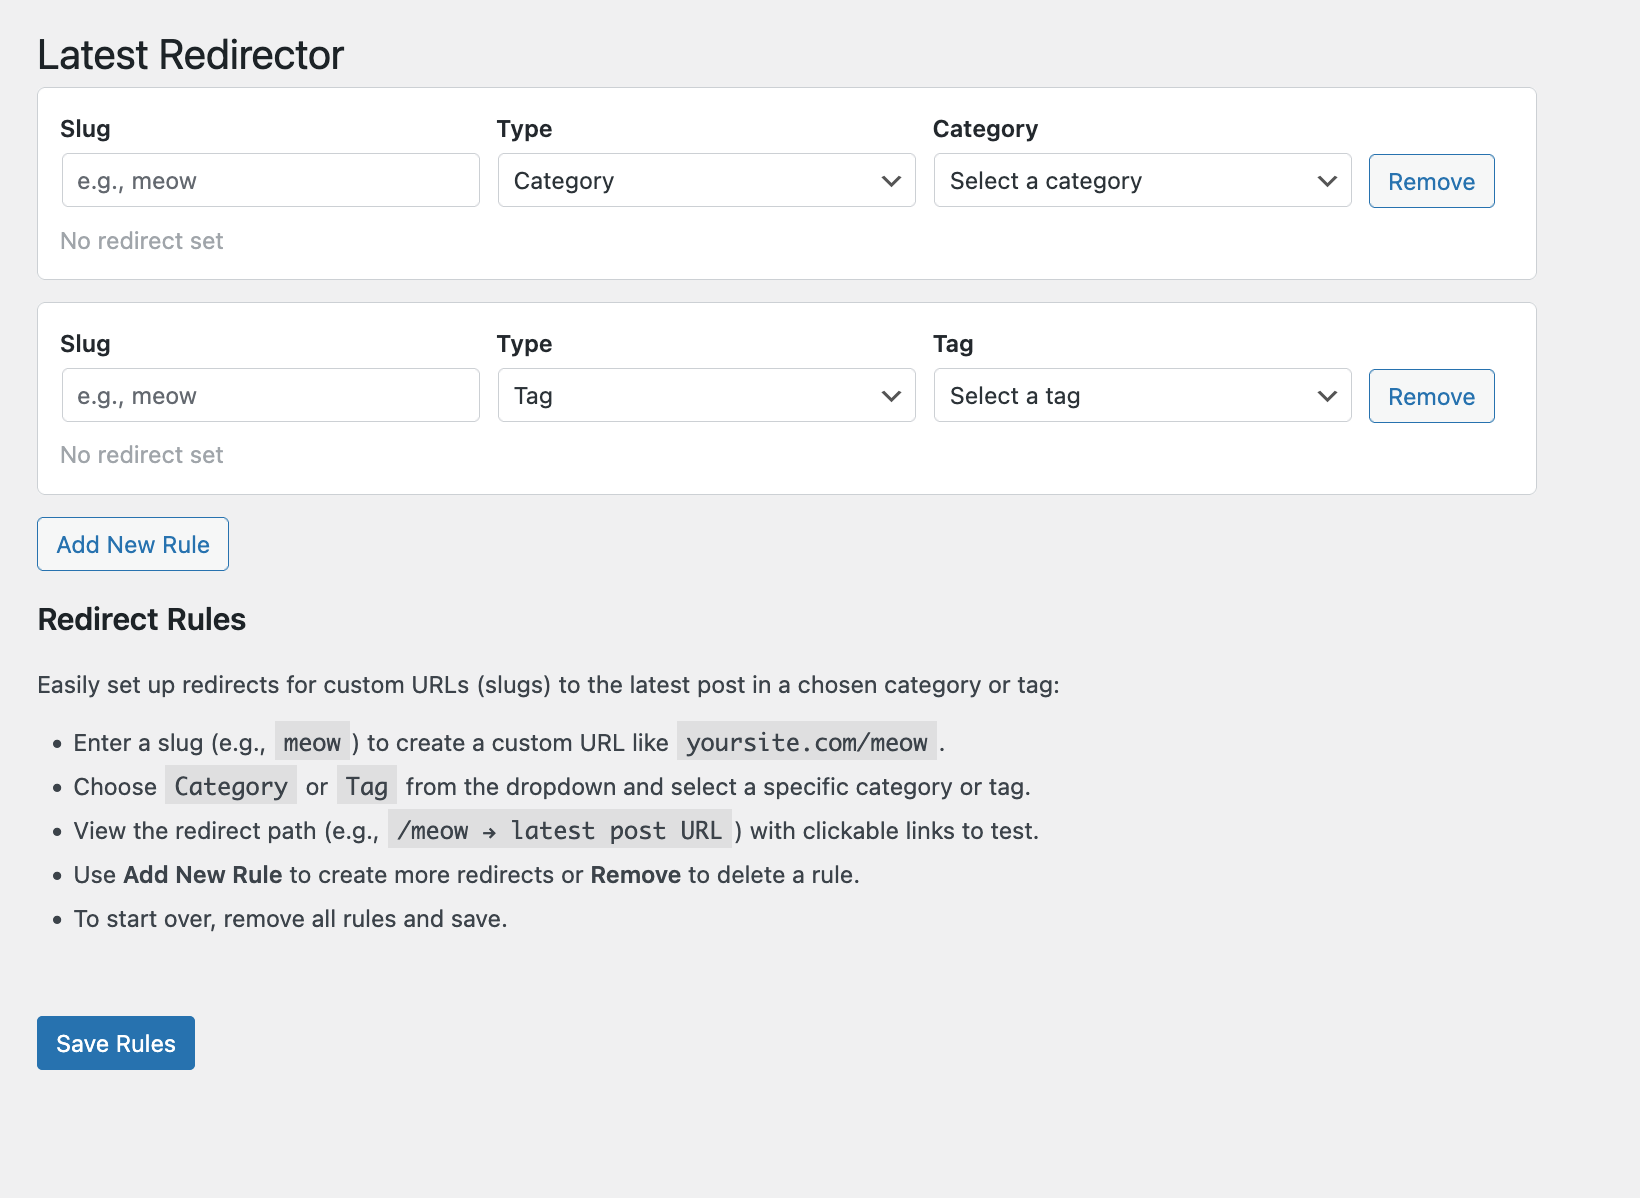 Latest Redirector
Slug Type Category
e.g., meow Category Select a category Remove
No redirect set
Slug Type Tag
e.g., meow Tag Select a tag Remove
No redirect set
Add New Rule
Redirect Rules
Easily set up redirects for custom URLs (slugs) to the latest post in a chosen category or tag:
• Enter a slug (e.g., meow ) to create a custom URL like yoursite.com/meow .
• Choose Category or Tag from the dropdown and select a specific category or tag.
• View the redirect path (e.g., /meow → latest post URL ) with clickable links to test.
• Use Add New Rule to create more redirects or Remove to delete a rule.
• To start over, remove all rules and save.
Save Rules